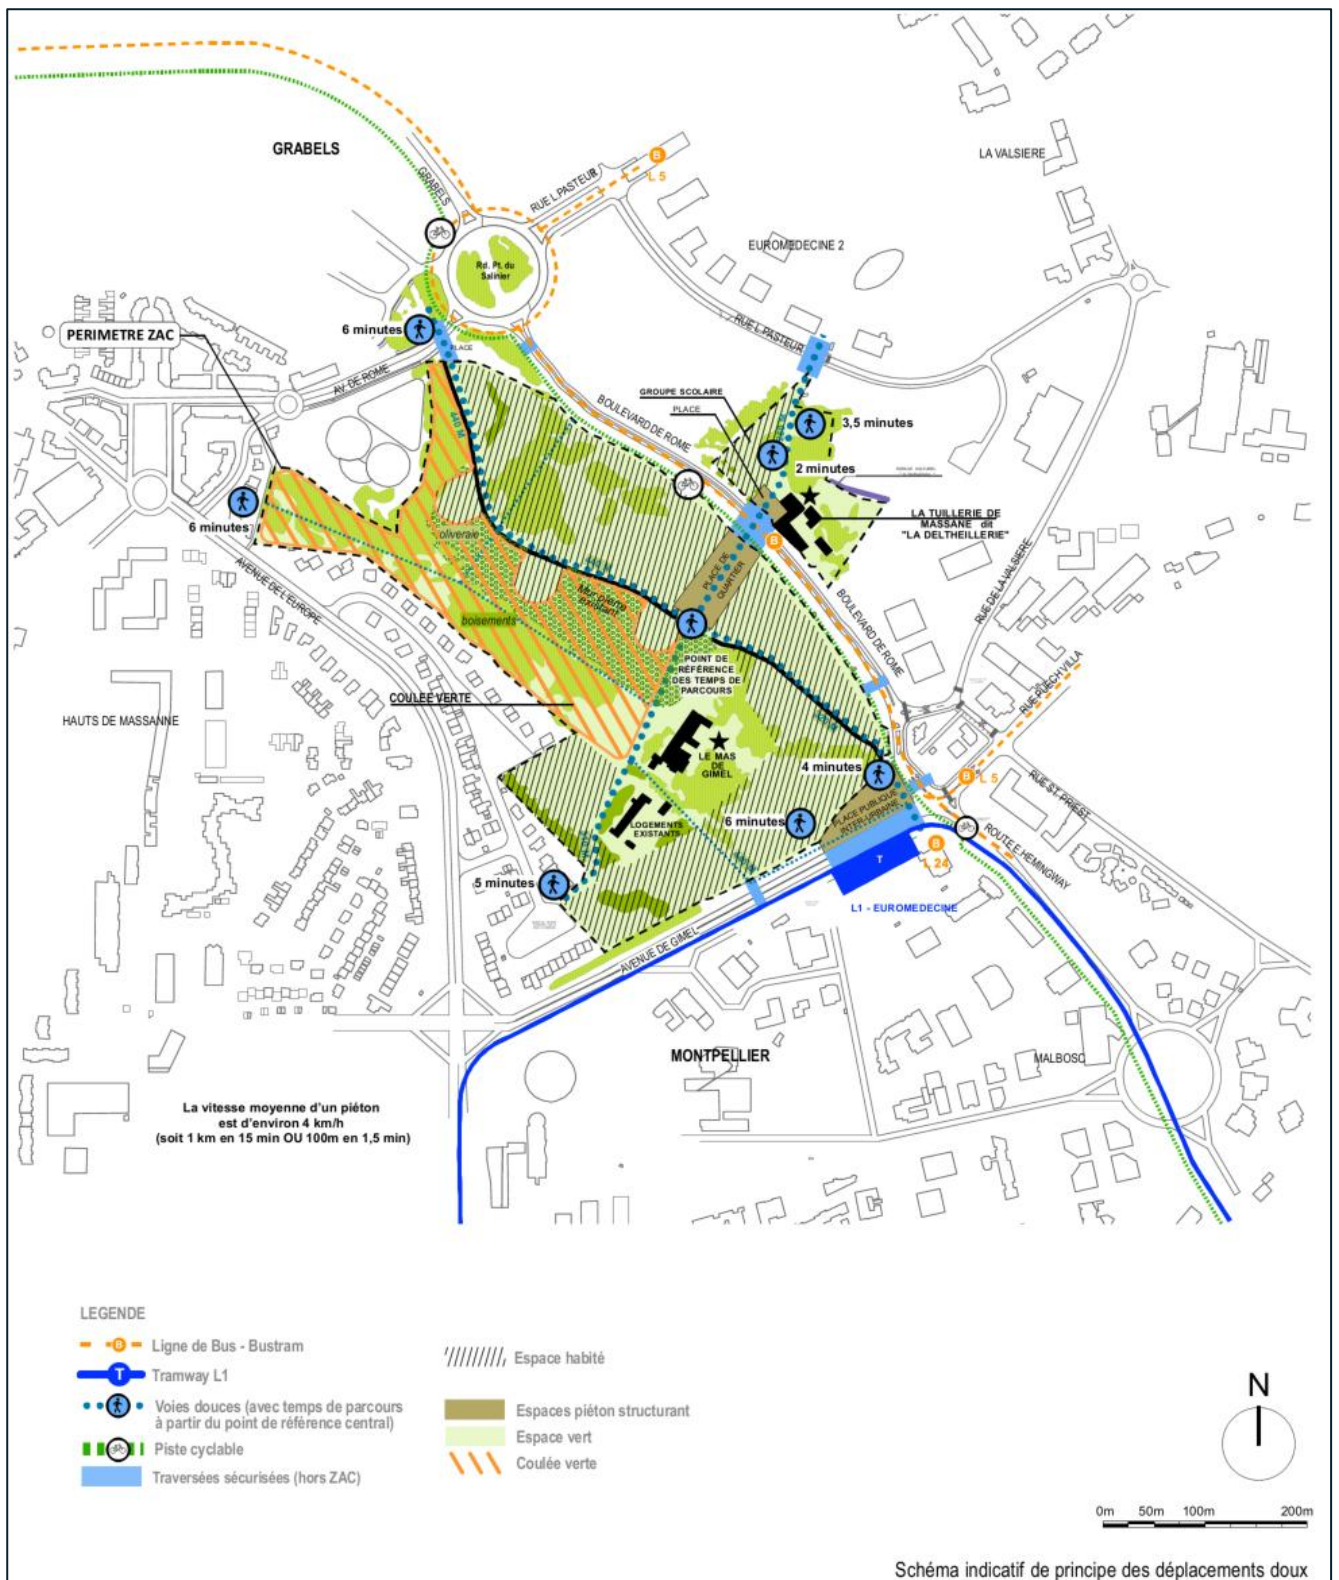 GRABELS
GRABELS
RUE L.PASTEUR
B
L 5
LA VALSIERE
EUROMEDECINE 2
Rd. Pt. du
Salinier
6 minutes
PERIMETRE ZAC
PLACE
AV. DE ROME
RUE L.PASTEUR
BOULEVARD DE ROME
GROUPE SCOLAIRE
PLACE
3,5 minutes
2 minutes
440 M
6 minutes
oliveraie
LA TUILLERIE DE
MASSANE dit
"LA DELTHEILLERIE"
B
PLACE DE
QUARTIER
440 M
Mur pierre
existant
boisements
AVENUE DE L'EUROPE
BOULEVARD DE ROME
RUE DE LA VALSIERE
POINT DE
RÉFÉRENCE
DES TEMPS DE
PARCOURS
RUE PUECH VILLA
COULEE VERTE
HAUTS DE MASSANNE
LE MAS
DE
GIMEL
4 minutes
B
L 5
RUE ST PRIEST
PLACE PUBLIQUE
INTER-URBAINE
6 minutes
LOGEMENTS
EXISTANTS
ROUTE E.HEMINGWAY
B
L 24
T
5 minutes
L1 - EUROMEDECINE
AVENUE DE GIMEL
MONTPELLIER
MALBOSC
La vitesse moyenne d'un piéton
est d'environ 4 km/h
(soit 1 km en 15 min OU 100m en 1,5 min)
LEGENDE
B
Ligne de Bus - Bustram
T
Tramway L1
Voies douces (avec temps de parcours
à partir du point de référence central)
Piste cyclable
Traversées sécurisées (hors ZAC)
Espace habité
Espaces piéton structurant
Espace vert
Coulée verte
N
0m 50m 100m 200m
Schéma indicatif de principe des déplacements doux